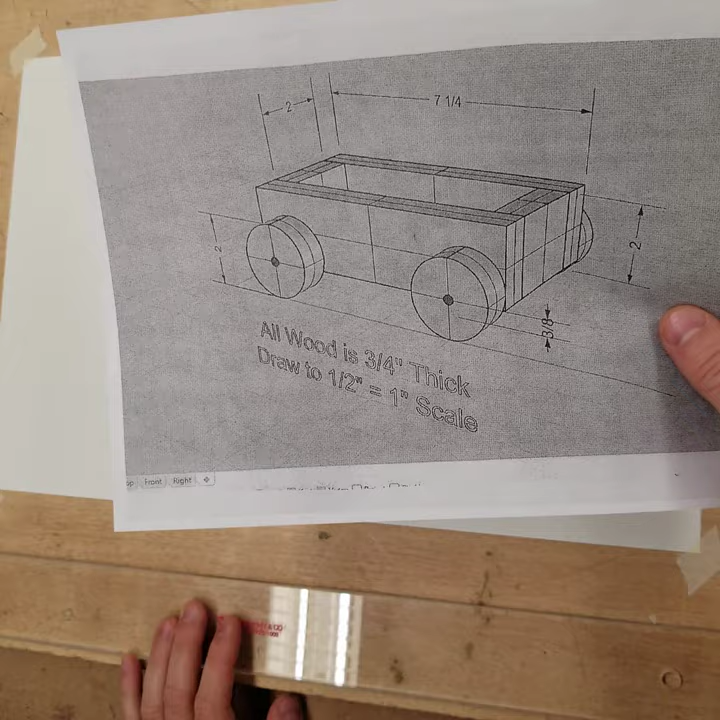 2
7 1/4
2
2
3/8
All Wood is 3/4" Thick
Draw to 1/2" = 1" Scale
Front Right